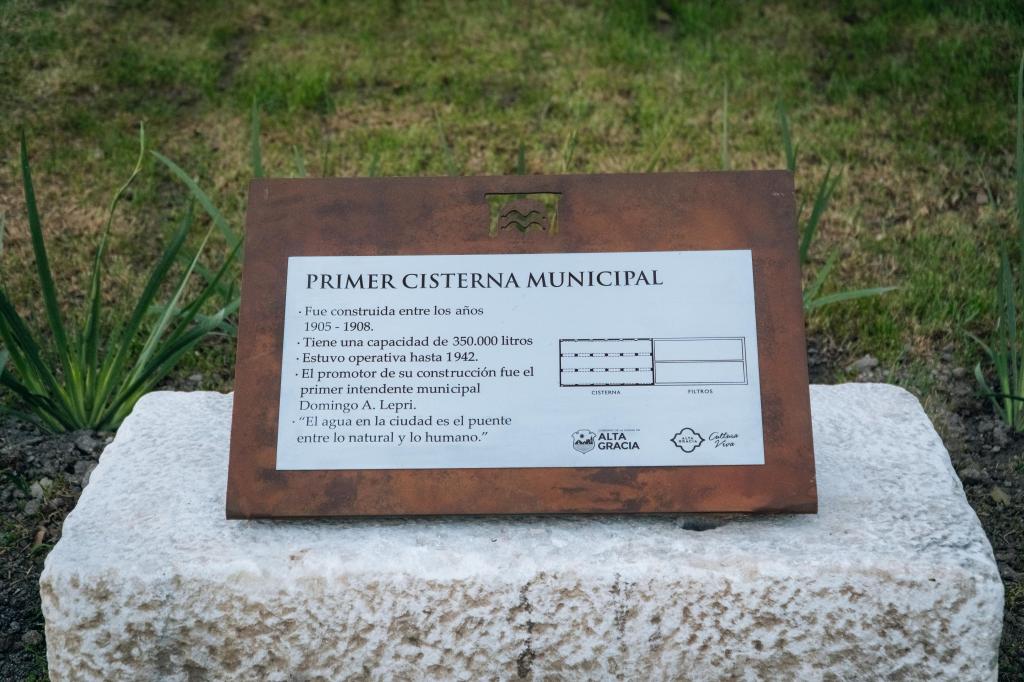 PRIMER CISTERNA MUNICIPAL
· Fue construida entre los años
1905 - 1908.
· Tiene una capacidad de 350.000 litros
· Estuvo operativa hasta 1942.
· El promotor de su construcción fue el
primer intendente municipal
Domingo A. Lepri.
· “El agua en la ciudad es el puente
entre lo natural y lo humano.”
CISTERNA
FILTROS
ALTA
GRACIA
ALTA
GRACIA
Cultura
Viva